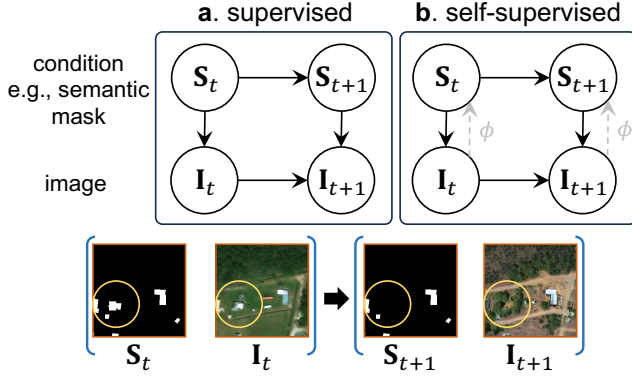 a. supervised b. self-supervised
condition
e.g., semantic
mask
S_t S_{t+1} S_t S_{t+1}
ϕ ϕ
image
I_t I_{t+1} I_t I_{t+1}
S_t I_t S_{t+1} I_{t+1}